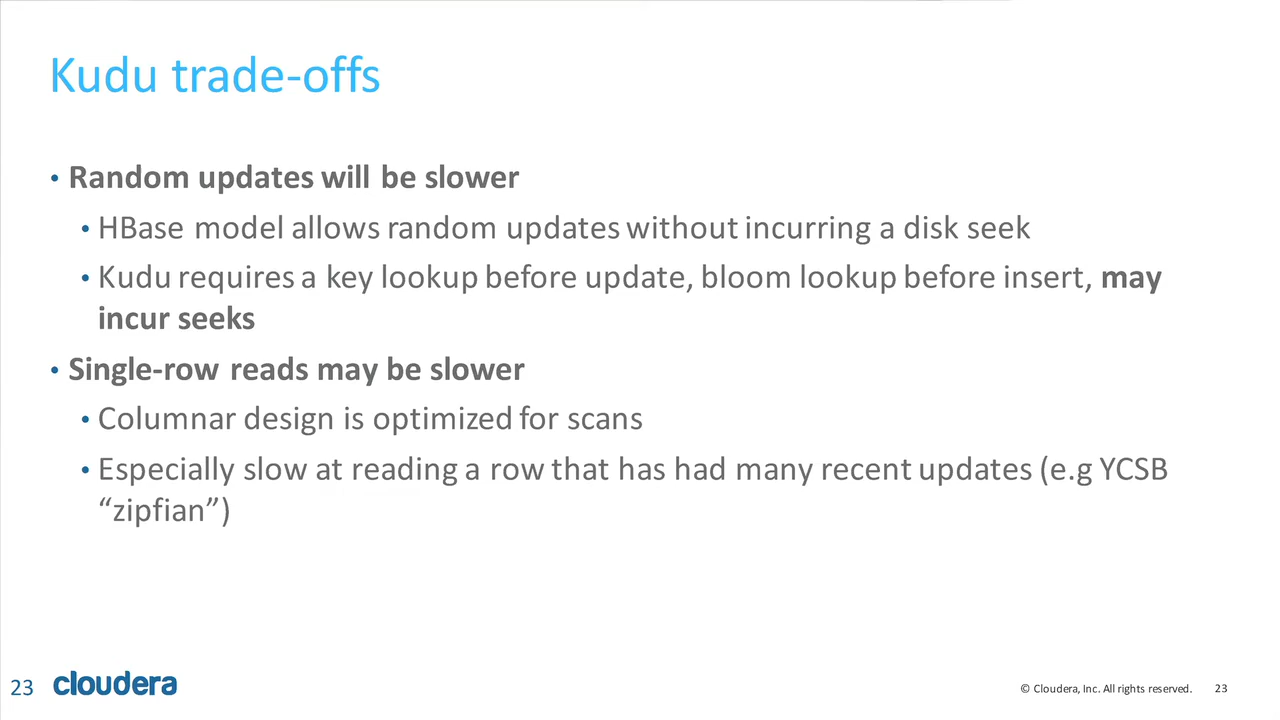 Kudu trade-offs
• Random updates will be slower
• HBase model allows random updates without incurring a disk seek
• Kudu requires a key lookup before update, bloom lookup before insert, may
incur seeks
• Single-row reads may be slower
• Columnar design is optimized for scans
• Especially slow at reading a row that has had many recent updates (e.g YCSB
“zipfian”)
23 cloudera © Cloudera, Inc. All rights reserved. 23